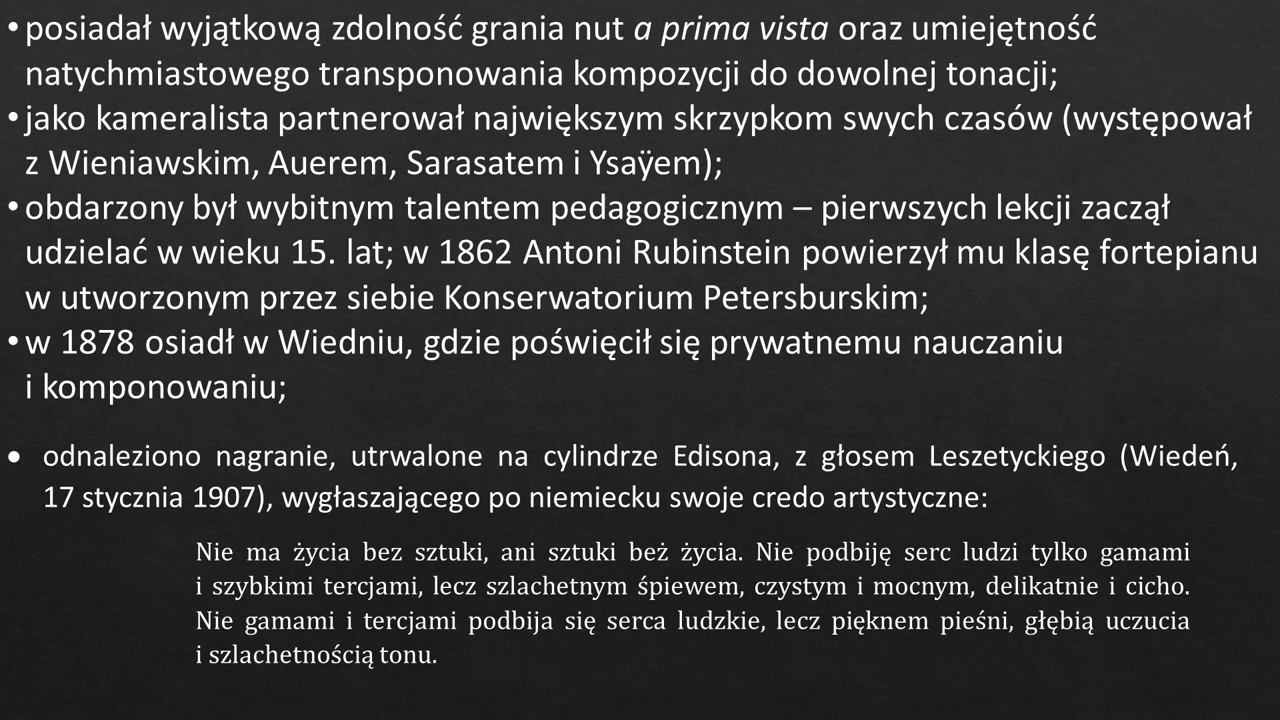 • posiadał wyjątkową zdolność grania nut a prima vista oraz umiejętność
natychmiastowego transponowania kompozycji do dowolnej tonacji;
• jako kameralista partnerował największym skrzypkom swych czasów (występował
z Wieniawskim, Auerem, Sarasatem i Ysaÿem);
• obdarzony był wybitnym talentem pedagogicznym – pierwszych lekcji zaczął
udzielać w wieku 15. lat; w 1862 Antoni Rubinstein powierzył mu klasę fortepianu
w utworzonym przez siebie Konserwatorium Petersburskim;
• w 1878 osiadł w Wiedniu, gdzie poświęcił się prywatnemu nauczaniu
i komponowaniu;
• odnaleziono nagranie, utrwalone na cylindrze Edisona, z głosem Leszetyckiego (Wiedeń,
17 stycznia 1907), wygłaszającego po niemiecku swoje credo artystyczne:
Nie ma życia bez sztuki, ani sztuki beż życia. Nie podbiję serc ludzi tylko gamami
i szybkimi tercjami, lecz szlachetnym śpiewem, czystym i mocnym, delikatnie i cicho.
Nie gamami i tercjami podbija się serca ludzkie, lecz pięknem pieśni, głębią uczucia
i szlachetnością tonu.